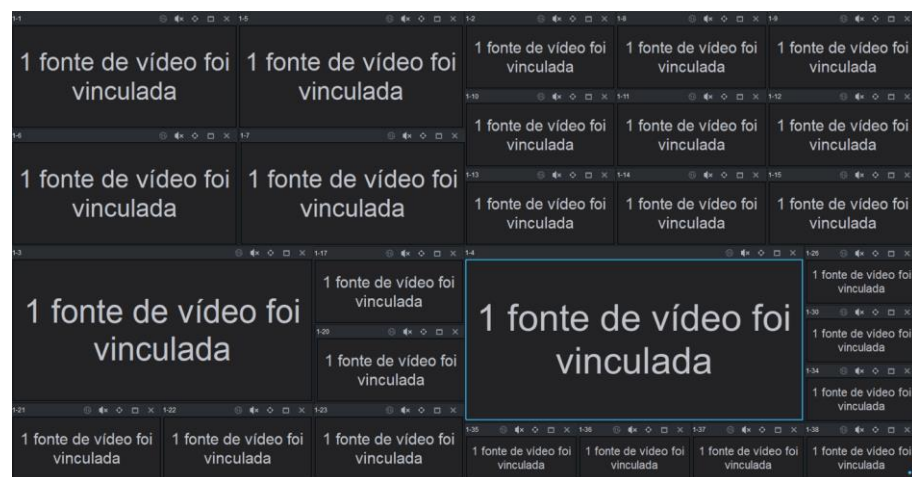 1-1
1 fonte de vídeo foi
vinculada
1-5
1 fonte de vídeo foi
vinculada
1-6
1 fonte de vídeo foi
vinculada
1-7
1 fonte de vídeo foi
vinculada
1-2
1 fonte de vídeo foi
vinculada
1-8
1 fonte de vídeo foi
vinculada
1-9
1 fonte de vídeo foi
vinculada
1-10
1 fonte de vídeo foi
vinculada
1-11
1 fonte de vídeo foi
vinculada
1-12
1 fonte de vídeo foi
vinculada
1-13
1 fonte de vídeo foi
vinculada
1-14
1 fonte de vídeo foi
vinculada
1-15
1 fonte de vídeo foi
vinculada
1-3
1 fonte de vídeo foi
vinculada
1-17
1 fonte de vídeo foi
vinculada
1-20
1 fonte de vídeo foi
vinculada
1-21
1 fonte de vídeo foi
vinculada
1-22
1 fonte de vídeo foi
vinculada
1-23
1 fonte de vídeo foi
vinculada
1-4
1 fonte de vídeo foi
vinculada
1-26
1 fonte de vídeo foi
vinculada
1-30
1 fonte de vídeo foi
vinculada
1-34
1 fonte de vídeo foi
vinculada
1-35
1 fonte de vídeo foi
vinculada
1-36
1 fonte de vídeo foi
vinculada
1-37
1 fonte de vídeo foi
vinculada
1-38
1 fonte de vídeo foi
vinculada